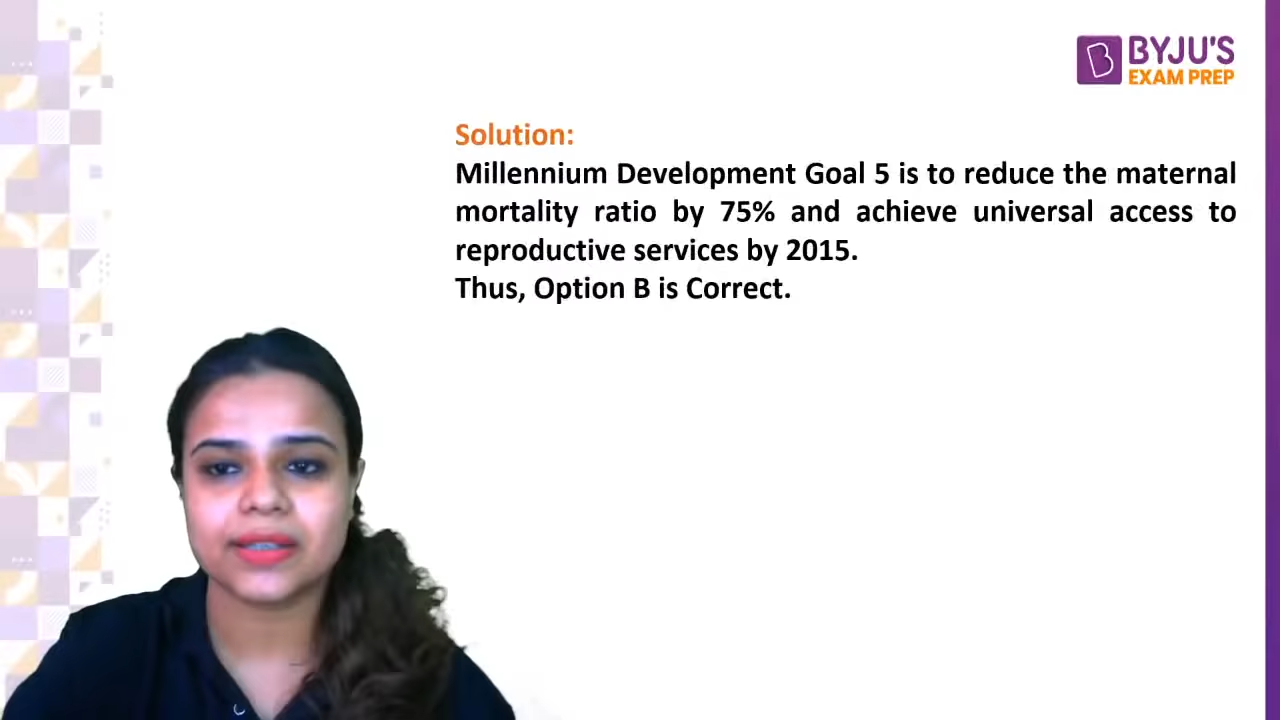 BYJU'S
EXAM PREP
Solution:
Millennium Development Goal 5 is to reduce the maternal
mortality ratio by 75% and achieve universal access to
reproductive services by 2015.
Thus, Option B is Correct.